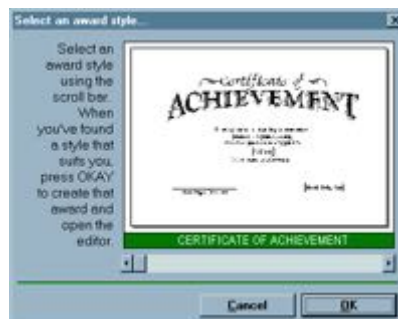 Select an award style...
Select an
award style
using the
scroll bar.
When
you've found
a style that
suits you,
press OKAY
to create that
award and
open the
editor.
Certificate of
ACHIEVEMENT
CERTIFICATE OF ACHIEVEMENT
Cancel
OK